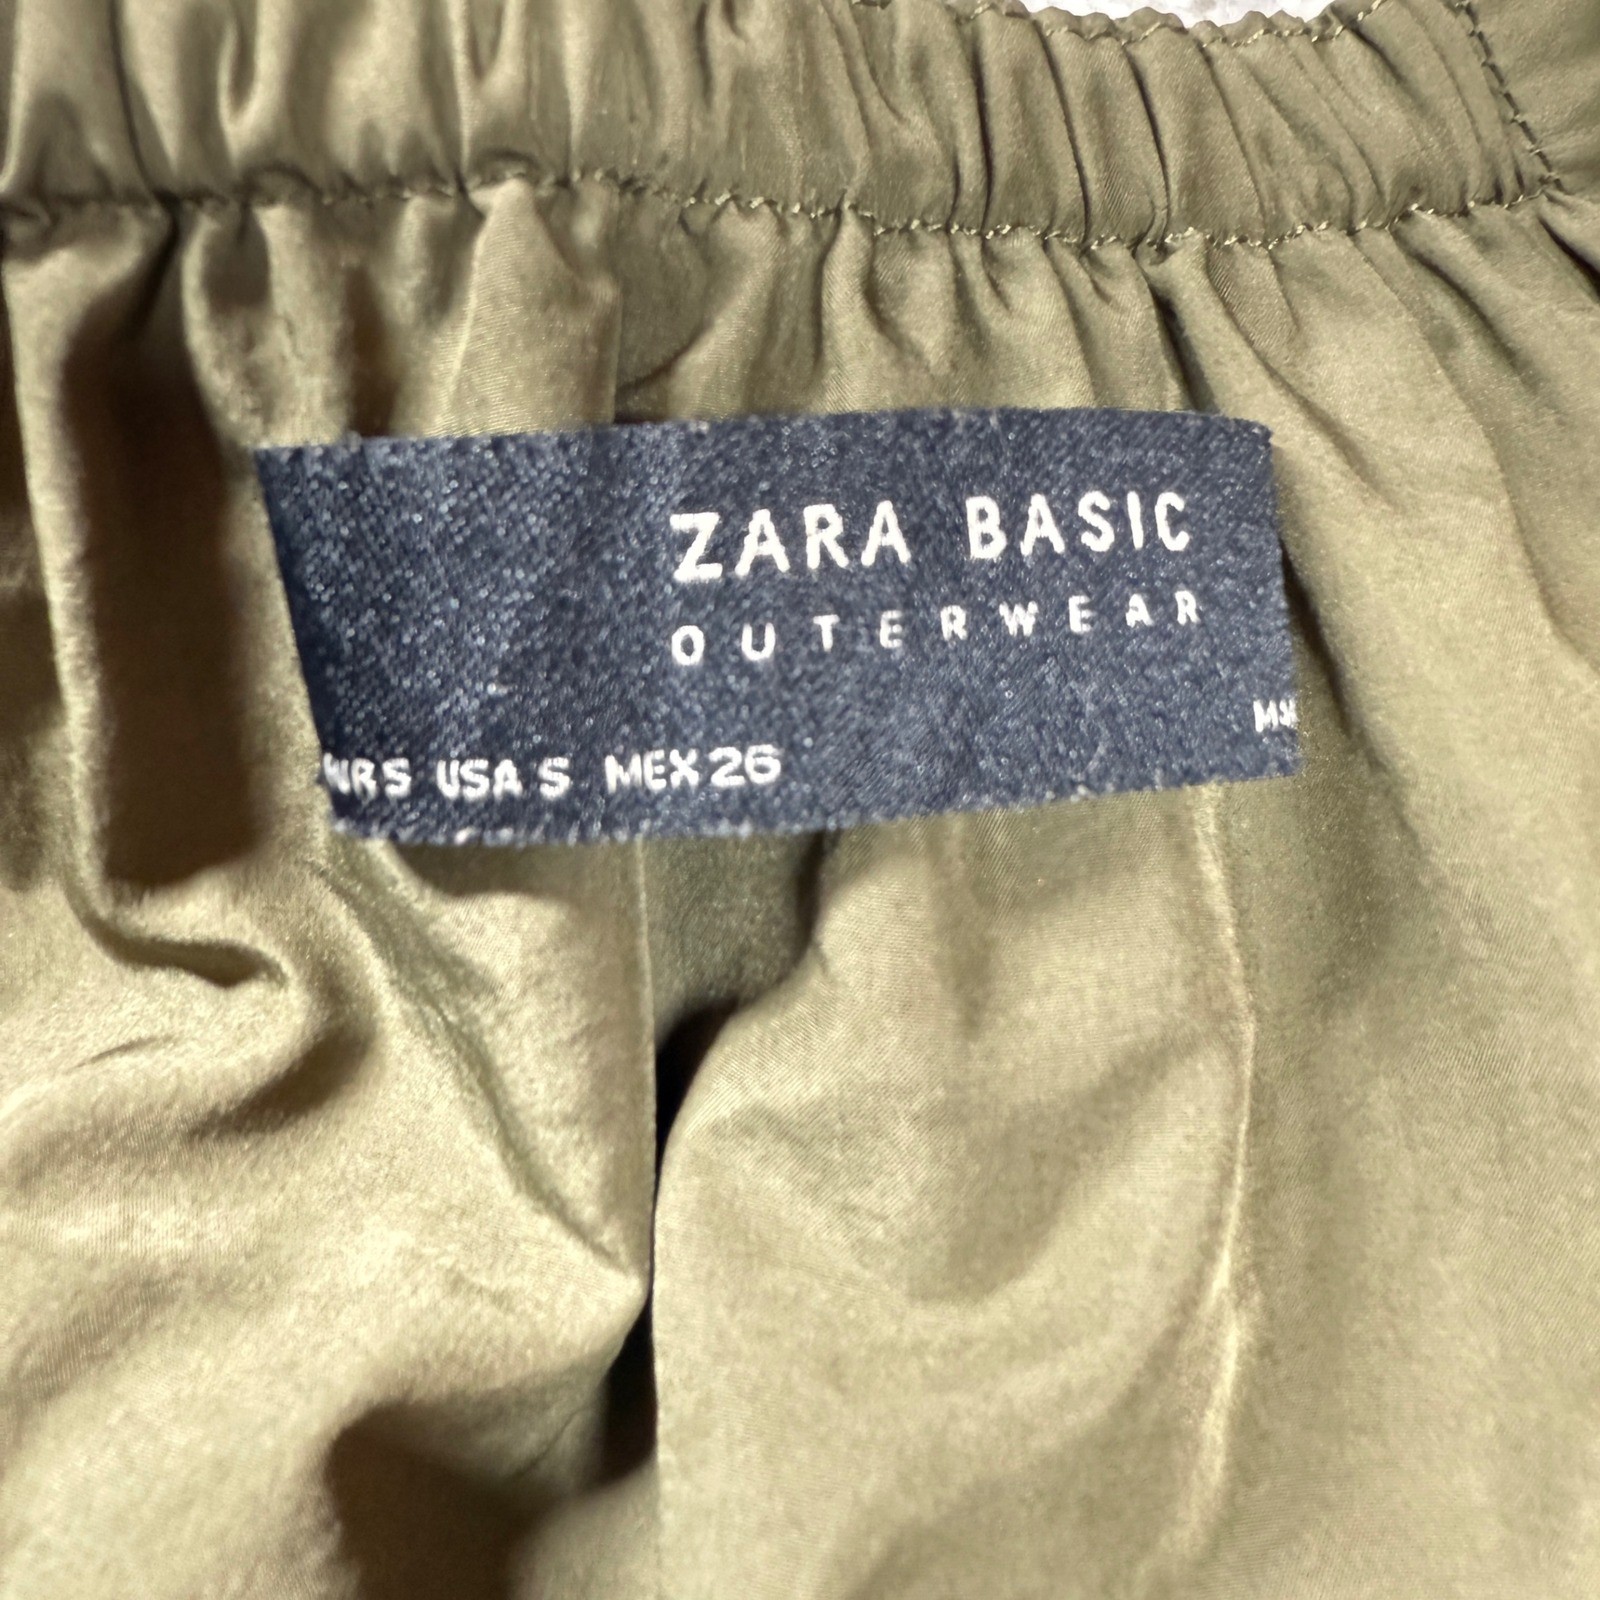 ZARA BASIC
OUTERWEAR
USA S MEX 26